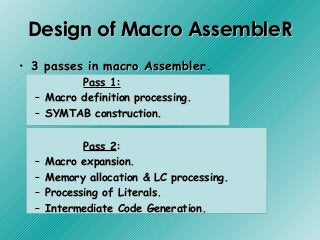 Design of Macro AssembleR
• 3 passes in macro Assembler.
Pass 1:
– Macro definition processing.
– SYMTAB construction.
Pass 2:
– Macro expansion.
– Memory allocation & LC processing.
– Processing of Literals.
– Intermediate Code Generation.